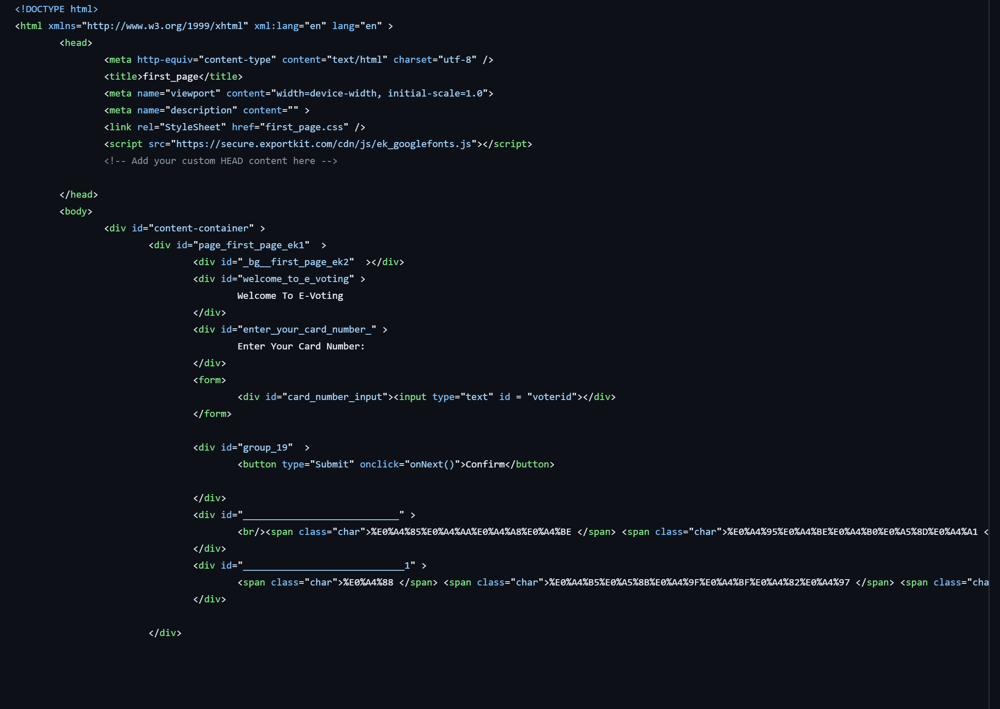 <!DOCTYPE html>
<html xmlns="http://www.w3.org/1999/xhtml" xml:lang="en" lang="en" >
<head>
<meta http-equiv="content-type" content="text/html" charset="utf-8" />
<title>first_page</title>
<meta name="viewport" content="width=device-width, initial-scale=1.0">
<meta name="description" content="" >
<link rel="StyleSheet" href="first_page.css" />
<script src="https://secure.exportkit.com/cdn/js/ek_googlefonts.js"></script>
<!-- Add your custom HEAD content here -->
</head>
<body>
<div id="content-container" >
<div id="page_first_page_ek1"  >
<div id="_bg__first_page_ek2"  ></div>
<div id="welcome_to_e_voting" >
Welcome To E-Voting
</div>
<div id="enter_your_card_number_" >
Enter Your Card Number:
</div>
<form>
<div id="card_number_input"><input type="text" id = "voterid"></div>
</form>
<div id="group_19"  >
<button type="Submit" onclick="onNext()">Confirm</button>
</div>
<div id="____________________________" >
<br/><span class="char">%E0%A4%85%E0%A4%AA%E0%A4%A8%E0%A4%BE </span> <span class="char">%E0%A4%95%E0%A4%BE%E0%A4%B0%E0%A5%8D%E0%A4%A1 <
</div>
<div id="_____________________________1" >
<span class="char">%E0%A4%88 </span> <span class="char">%E0%A4%B5%E0%A5%8B%E0%A4%9F%E0%A4%BF%E0%A4%82%E0%A4%97 </span> <span class="cha
</div>
</div>